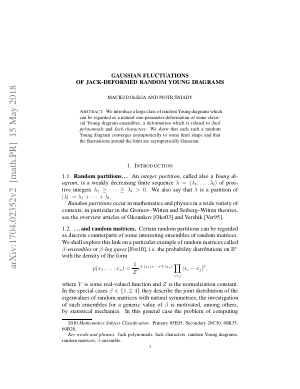 arXiv:1704.02352v2 [math.PR] 15 May 2018
GAUSSIAN FLUCTUATIONS
OF JACK-DEFORMED RANDOM YOUNG DIAGRAMS
MACIEJ DOŁĘGA AND PIOTR ŚNIADY
ABSTRACT. We introduce a large class of random Young diagrams which
can be regarded as a natural one-parameter deformation of some classi-
cal Young diagram ensembles; a deformation which is related to Jack
polynomials and Jack characters. We show that each such a random
Young diagram converges asymptotically to some limit shape and that
the fluctuations around the limit are asymptotically Gaussian.
1. INTRODUCTION
1.1. Random partitions... An integer partition, called also a Young di-
agram, is a weakly decreasing finite sequence λ = (λ₁, . . . , λₗ) of posi-
tive integers λ₁ ≥ · · · ≥ λₗ > 0. We also say that λ is a partition of
|λ| := λ₁ + · · · + λₗ.
Random partitions occur in mathematics and physics in a wide variety of
contexts, in particular in the Gromov–Witten and Seiberg–Witten theories,
see the overview articles of Okounkov [Oko03] and Vershik [Ver95].
1.2. ...and random matrices. Certain random partitions can be regarded
as discrete counterparts of some interesting ensembles of random matrices.
We shall explore this link on a particular example of random matrices called
β-ensembles or β-log gases [For10], i.e. the probability distributions on ℝⁿ
with the density of the form
p(x₁, . . . , xₙ) = 1/Z e^{V(x₁)+···+V(xₙ)} ∏_{i<j} |xᵢ − xⱼ|^β,
where V is some real-valued function and Z is the normalization constant.
In the special cases β ∈ {1, 2, 4} they describe the joint distribution of the
eigenvalues of random matrices with natural symmetries; the investigation
of such ensembles for a generic value of β is motivated, among others,
by statistical mechanics. In this general case the problem of computing
2010 Mathematics Subject Classification. Primary 05E05; Secondary 20C30, 60K35,
60B20.
Key words and phrases. Jack polynomials, Jack characters, random Young diagrams,
random matrices, β-ensemble.
1